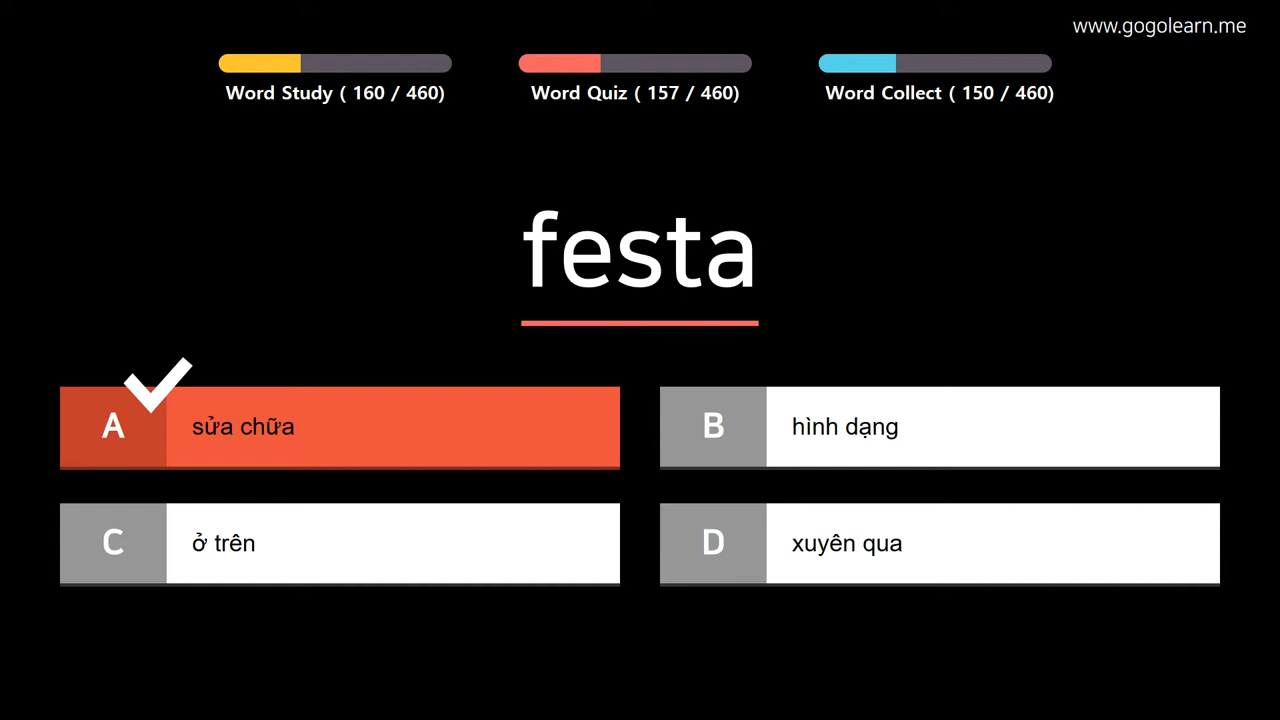 www.gogolearn.me
Word Study ( 160 / 460)
Word Quiz ( 157 / 460)
Word Collect ( 150 / 460)
festa
A sửa chữa
B hình dạng
C ở trên
D xuyên qua